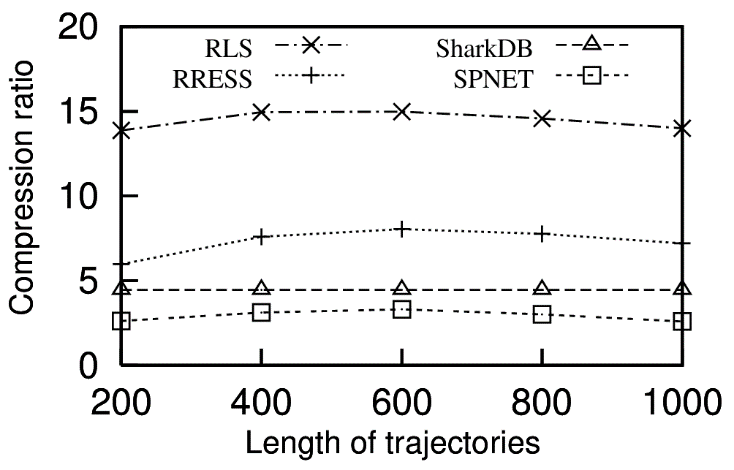 20
RLS SharkDB
RRESS SPNET
15
10
5
0
200 400 600 800 1000
Length of trajectories
Compression ratio